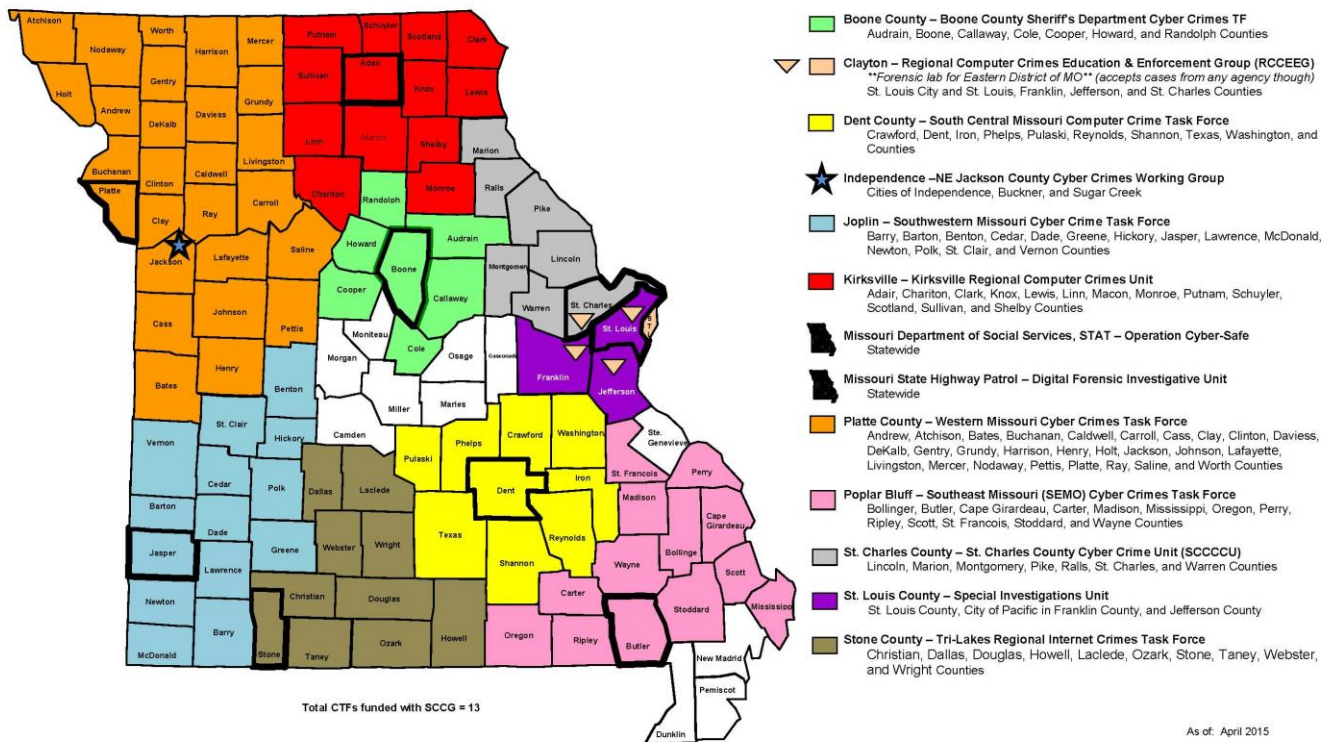 Atchison
Nodaway
Worth
Harrison
Mercer
Putnam
Schuyler
Scotland
Clark
Holt
Gentry
Sullivan
Adair
Knox
Lewis
Andrew
DeKalb
Daviess
Grundy
Linn
Macon
Shelby
Marion
Buchanan
Clinton
Caldwell
Livingston
Chariton
Monroe
Ralls
Platte
Clay
Ray
Carroll
Randolph
Pike
Jackson
Lafayette
Saline
Howard
Boone
Audrain
Montgomen
Lincoln
Cooper
Callaway
Warren
St. Charles
St. Louis
S
T
L
Cass
Johnson
Pettis
Moniteau
Cole
Osage
Gasconade
Franklin
Jefferson
Bates
Henry
Benton
Morgan
Miller
Maries
Vernon
St. Clair
Hickory
Camden
Pulaski
Phelps
Crawford
Washington
Ste.
Genevieve
Cedar
Polk
Dallas
Laclede
Dent
Iron
St. Francois
Perry
Barton
Dade
Greene
Webster
Wright
Texas
Shannon
Reynolds
Madison
Cape
Girardeau
Jasper
Lawrence
Wayne
Bollinge
Scott
Newton
Christian
Douglas
Carter
Stoddard
Mississipp
McDonald
Barry
Stone
Taney
Ozark
Howell
Oregon
Ripley
Butler
New Madrid
Pemiscot
Dunklin
Total CTFs funded with SCCG = 13
Boone County – Boone County Sheriff's Department Cyber Crimes TF
Audrain, Boone, Callaway, Cole, Cooper, Howard, and Randolph Counties
Clayton – Regional Computer Crimes Education & Enforcement Group (RCCEEG)
**Forensic lab for Eastern District of MO** (accepts cases from any agency though)
St. Louis City and St. Louis, Franklin, Jefferson, and St. Charles Counties
Dent County – South Central Missouri Computer Crime Task Force
Crawford, Dent, Iron, Phelps, Pulaski, Reynolds, Shannon, Texas, Washington, and
Counties
Independence –NE Jackson County Cyber Crimes Working Group
Cities of Independence, Buckner, and Sugar Creek
Joplin – Southwestern Missouri Cyber Crime Task Force
Barry, Barton, Benton, Cedar, Dade, Greene, Hickory, Jasper, Lawrence, McDonald,
Newton, Polk, St. Clair, and Vernon Counties
Kirksville – Kirksville Regional Computer Crimes Unit
Adair, Chariton, Clark, Knox, Lewis, Linn, Macon, Monroe, Putnam, Schuyler,
Scotland, Sullivan, and Shelby Counties
Missouri Department of Social Services, STAT – Operation Cyber-Safe
Statewide
Missouri State Highway Patrol – Digital Forensic Investigative Unit
Statewide
Platte County – Western Missouri Cyber Crimes Task Force
Andrew, Atchison, Bates, Buchanan, Caldwell, Carroll, Cass, Clay, Clinton, Daviess,
DeKalb, Gentry, Grundy, Harrison, Henry, Holt, Jackson, Johnson, Lafayette,
Livingston, Mercer, Nodaway, Pettis, Platte, Ray, Saline, and Worth Counties
Poplar Bluff – Southeast Missouri (SEMO) Cyber Crimes Task Force
Bollinger, Butler, Cape Girardeau, Carter, Madison, Mississippi, Oregon, Perry,
Ripley, Scott, St. Francois, Stoddard, and Wayne Counties
St. Charles County – St. Charles County Cyber Crime Unit (SCCCCU)
Lincoln, Marion, Montgomery, Pike, Ralls, St. Charles, and Warren Counties
St. Louis County – Special Investigations Unit
St. Louis County, City of Pacific in Franklin County, and Jefferson County
Stone County – Tri-Lakes Regional Internet Crimes Task Force
Christian, Dallas, Douglas, Howell, Laclede, Ozark, Stone, Taney, Webster,
and Wright Counties
As of: April 2015